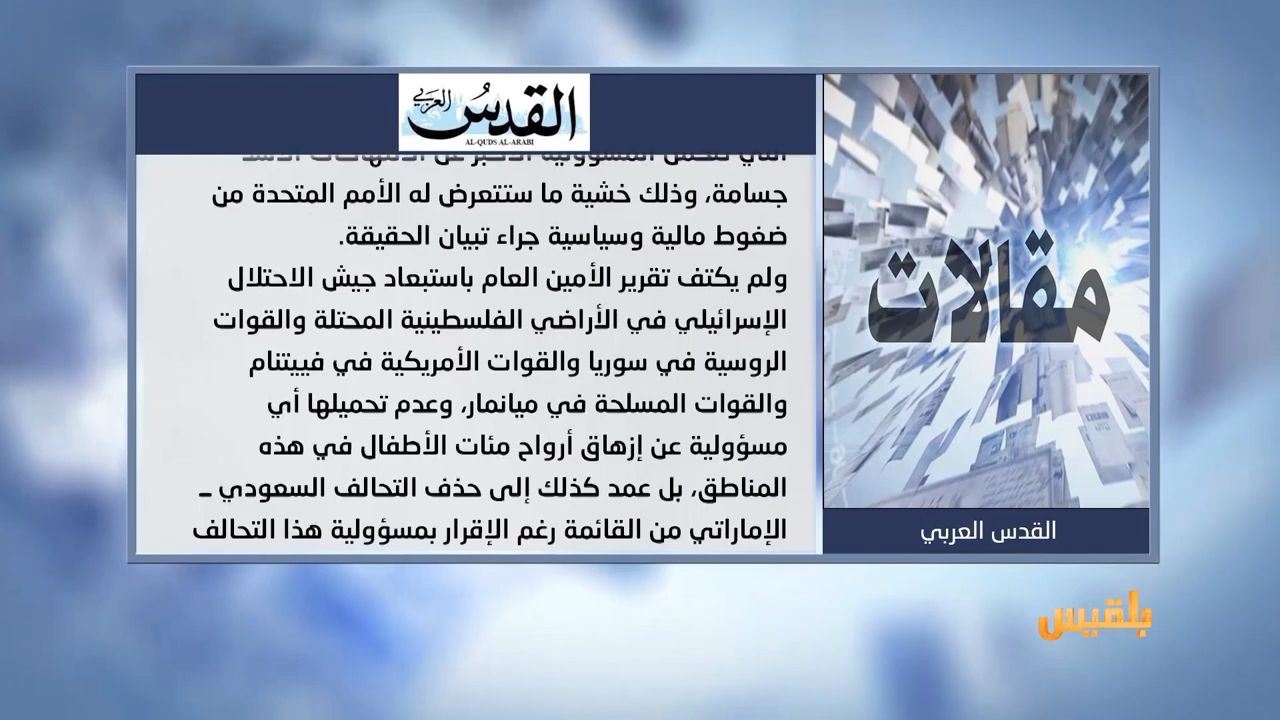 القدس العربي
AL-QUDS AL-ARABI
جسامة، وذلك خشية ما ستتعرض له الأمم المتحدة من
ضغوط مالية وسياسية جراء تبيان الحقيقة.
ولم يكتف تقرير الأمين العام باستبعاد جيش الاحتلال
الإسرائيلي في الأراضي الفلسطينية المحتلة والقوات
الروسية في سوريا والقوات الأمريكية في فييتنام
والقوات المسلحة في ميانمار، وعدم تحميلها أي
مسؤولية عن إزهاق أرواح مئات الأطفال في هذه
المناطق، بل عمد كذلك إلى حذف التحالف السعودي ـ
الإماراتي من القائمة رغم الإقرار بمسؤولية هذا التحالف
مقالات
القدس العربي
بلقيس